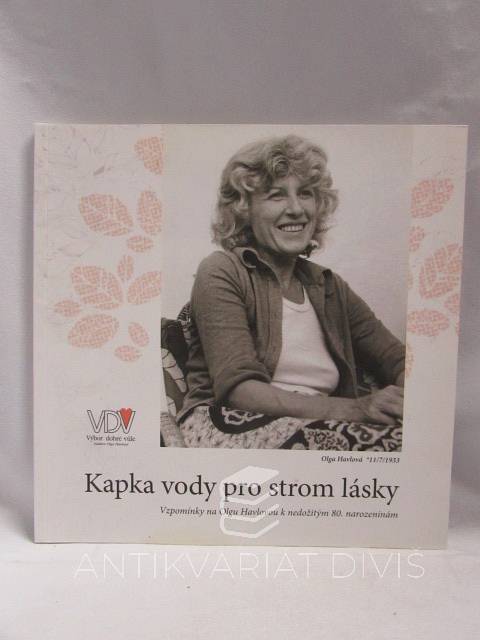 VDV
Výbor dobré vůle
Olga Havlová *11/7/1933
Kapka vody pro strom lásky
Vzpomínky na Olgu Havlovou k nedožitým 80. narozeninám
ANTIKVARIÁT DIVIŠ